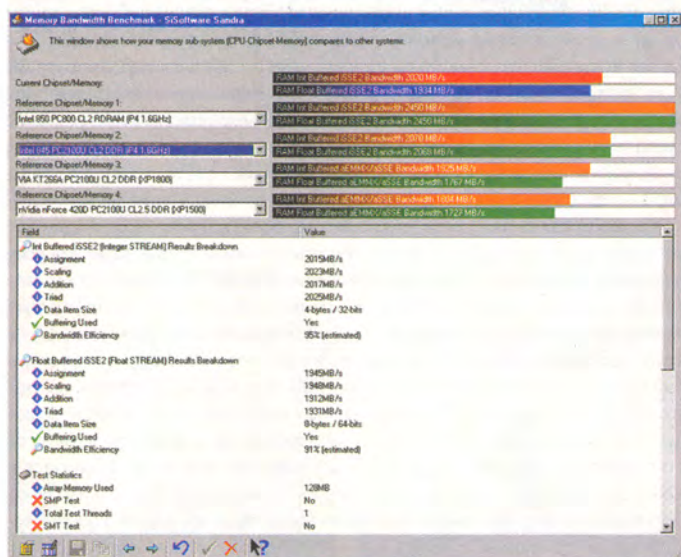 Memory Bandwidth Benchmark - SiSoftware Sandra
This window shows how your memory sub-system (CPU-Chipset-Memory) compares to other systems.
Current Chipset/Memory:
RAM Int Buffered iSSE2 Bandwidth 2020 MB/s
RAM Float Buffered iSSE2 Bandwidth 1934 MB/s
Reference Chipset/Memory 1:
Intel 850 PC800 CL2 RDRAM (P4 1.6GHz)
RAM Int Buffered iSSE2 Bandwidth 2450 MB/s
RAM Float Buffered iSSE2 Bandwidth 2450 MB/s
Reference Chipset/Memory 2:
Intel i845 PC2100U CL2 DDR (P4 1.6GHz)
RAM Int Buffered iSSE2 Bandwidth 2070 MB/s
RAM Float Buffered iSSE2 Bandwidth 2068 MB/s
Reference Chipset/Memory 3:
VIA KT266A PC2100U CL2 DDR (XP1800)
RAM Int Buffered aEMMX/aSSE Bandwidth 1925 MB/s
RAM Float Buffered aEMMX/aSSE Bandwidth 1767 MB/s
Reference Chipset/Memory 4:
nVidia nForce 420D PC2100U CL2.5 DDR (XP1500)
RAM Int Buffered aEMMX/aSSE Bandwidth 1804 MB/s
RAM Float Buffered aEMMX/aSSE Bandwidth 1727 MB/s
Field Value
Int Buffered iSSE2 (Integer STREAM) Results Breakdown
Assignment 2015MB/s
Scaling 2023MB/s
Addition 2017MB/s
Triad 2025MB/s
Data Item Size 4-bytes / 32-bits
Buffering Used Yes
Bandwidth Efficiency 95% (estimated)
Float Buffered iSSE2 (Float STREAM) Results Breakdown
Assignment 1945MB/s
Scaling 1948MB/s
Addition 1912MB/s
Triad 1931MB/s
Data Item Size 8-bytes / 64-bits
Buffering Used Yes
Bandwidth Efficiency 91% (estimated)
Test Statistics
Array Memory Used 128MB
SMP Test No
Total Test Threads 1
SMT Test No